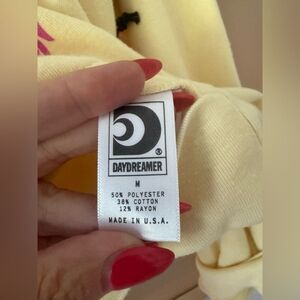 ®
DAYDREAMER
M
50% POLYESTER
38% COTTON
12% RAYON
MADE IN U.S.A.